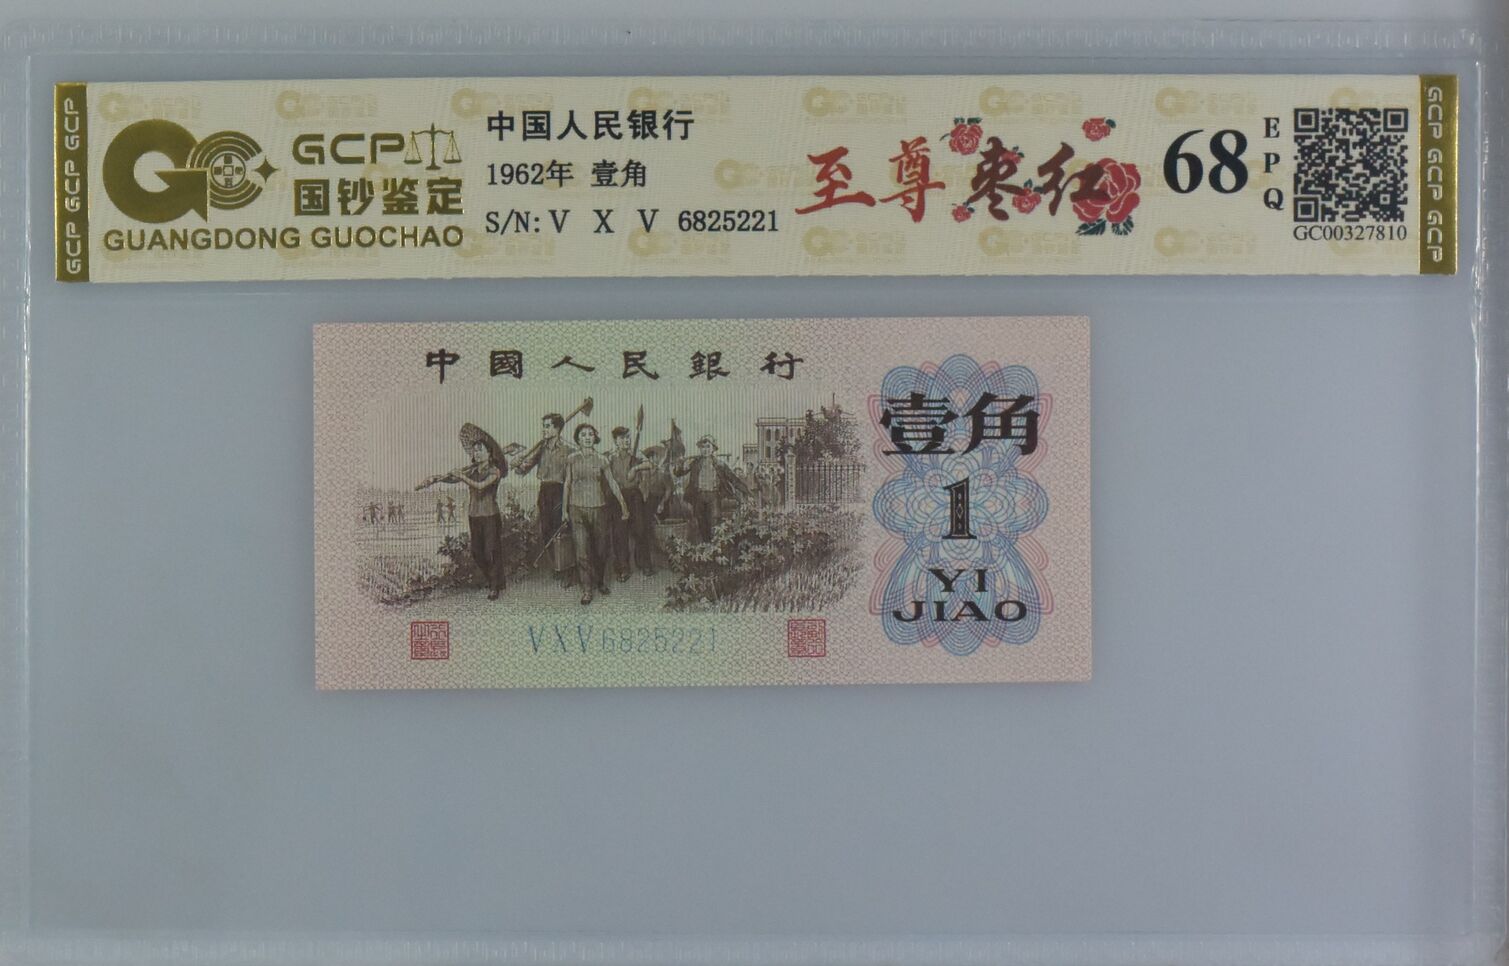 GCP GCP GCP
GCP
国钞鉴定
GUANGDONG GUOCHAO
中国人民银行
1962年 壹角
S/N: V X V 6825221
至尊 枣红
68
E
P
Q
GC00327810
GCP GCP GCP
中國人民銀行
壹角
1
YI
JIAO
VXV6825221